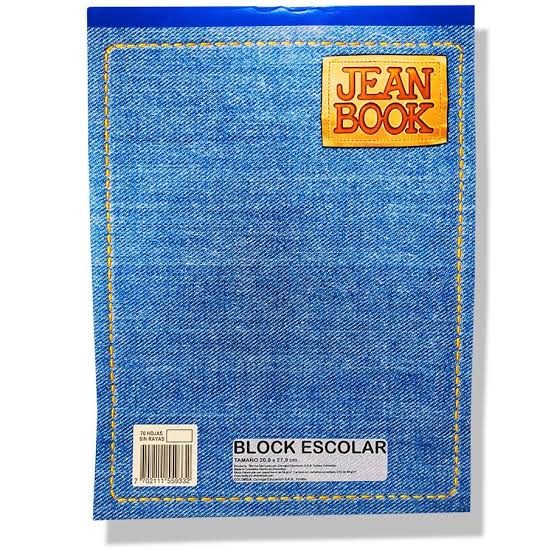 JEAN
BOOK
70 HOJAS
SIN RAYAS
7 702111 559332
BLOCK ESCOLAR
TAMAÑO 20,8 x 27,8 cm.